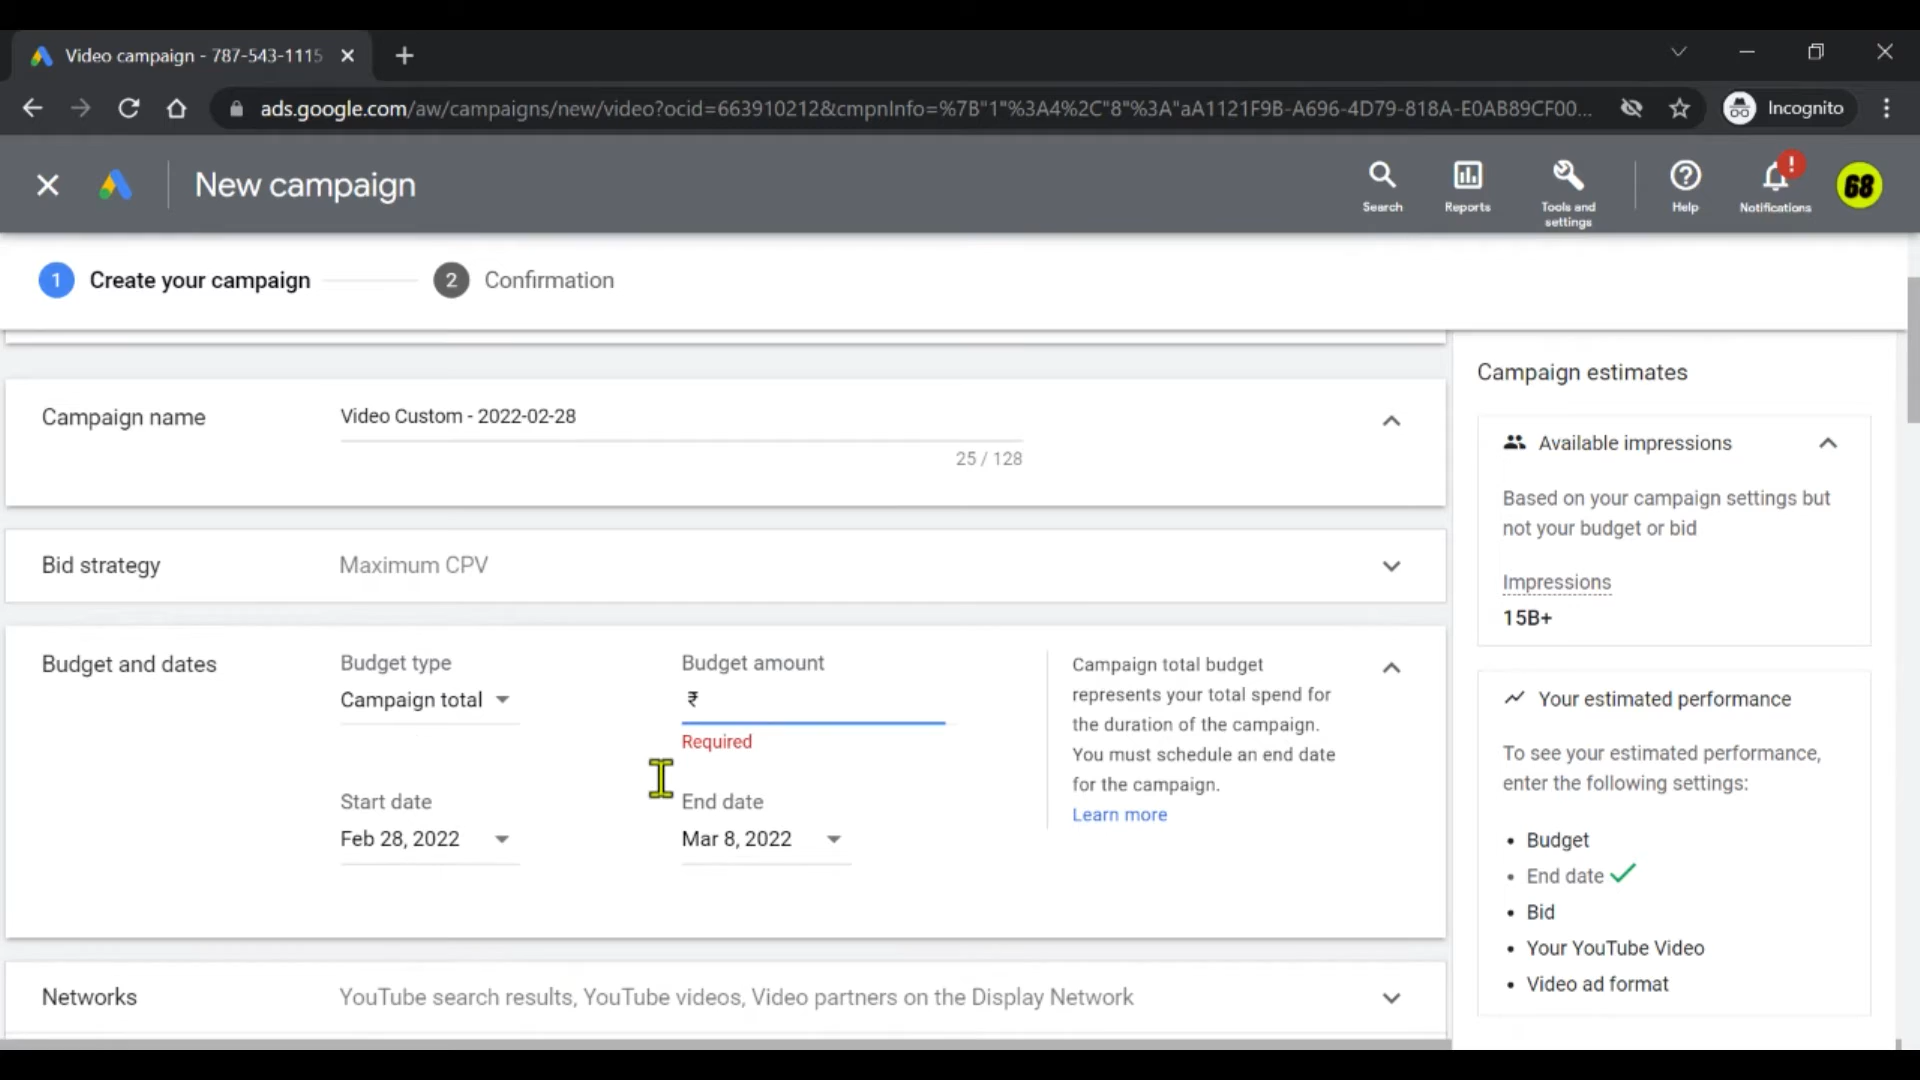 Video campaign - 787-543-1115
ads.google.com/aw/campaigns/new/video?ocid=663910212&cmpnInfo=%7B"1"%3A4%2C"8"%3A"aA1121F9B-A696-4D79-818A-E0AB89CF00...
Incognito
New campaign
Search
Reports
Tools and
settings
Help
Notifications
!
68
1
Create your campaign
2
Confirmation
Campaign name
Video Custom - 2022-02-28
25 / 128
Bid strategy
Maximum CPV
Budget and dates
Budget type
Campaign total
Budget amount
₹
Required
Start date
Feb 28, 2022
End date
Mar 8, 2022
Campaign total budget
represents your total spend for
the duration of the campaign.
You must schedule an end date
for the campaign.
Learn more
Networks
YouTube search results, YouTube videos, Video partners on the Display Network
Campaign estimates
Available impressions
Based on your campaign settings but
not your budget or bid
Impressions
15B+
Your estimated performance
To see your estimated performance,
enter the following settings:
• Budget
• End date
• Bid
• Your YouTube Video
• Video ad format